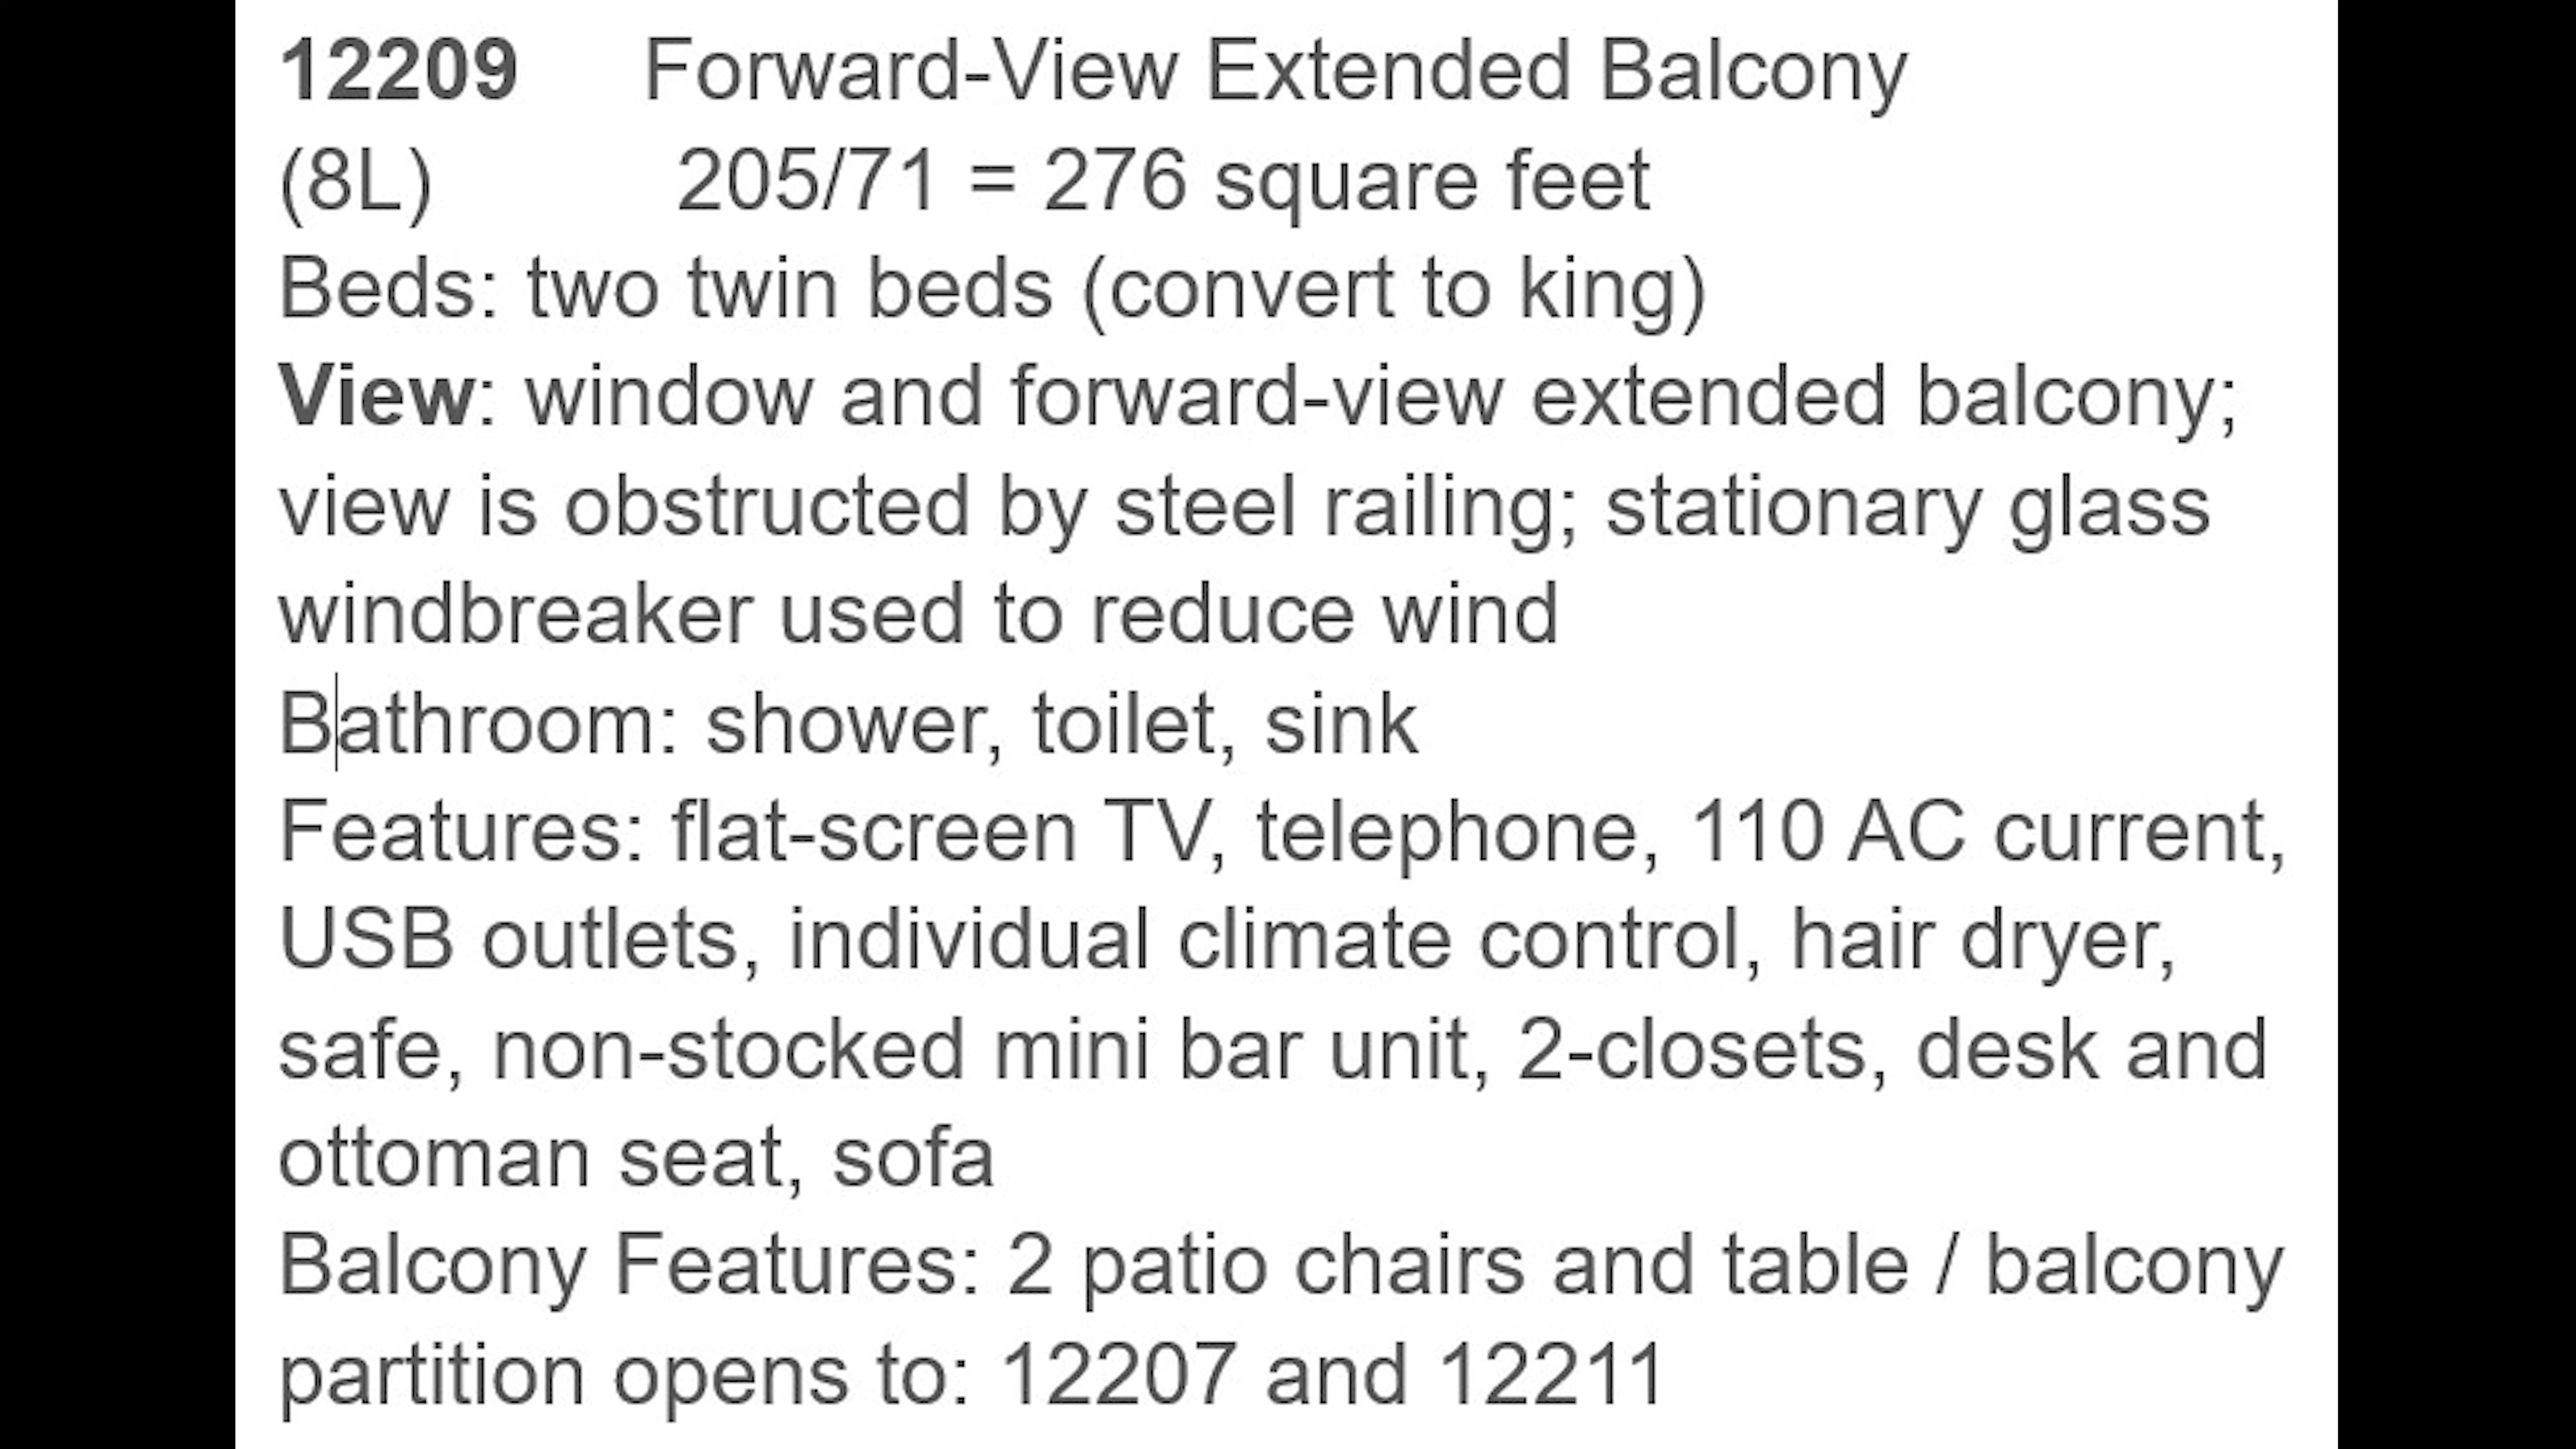 12209 Forward-View Extended Balcony
(8L) 205/71 = 276 square feet
Beds: two twin beds (convert to king)
View: window and forward-view extended balcony;
view is obstructed by steel railing; stationary glass
windbreaker used to reduce wind
Bathroom: shower, toilet, sink
Features: flat-screen TV, telephone, 110 AC current,
USB outlets, individual climate control, hair dryer,
safe, non-stocked mini bar unit, 2-closets, desk and
ottoman seat, sofa
Balcony Features: 2 patio chairs and table / balcony
partition opens to: 12207 and 12211